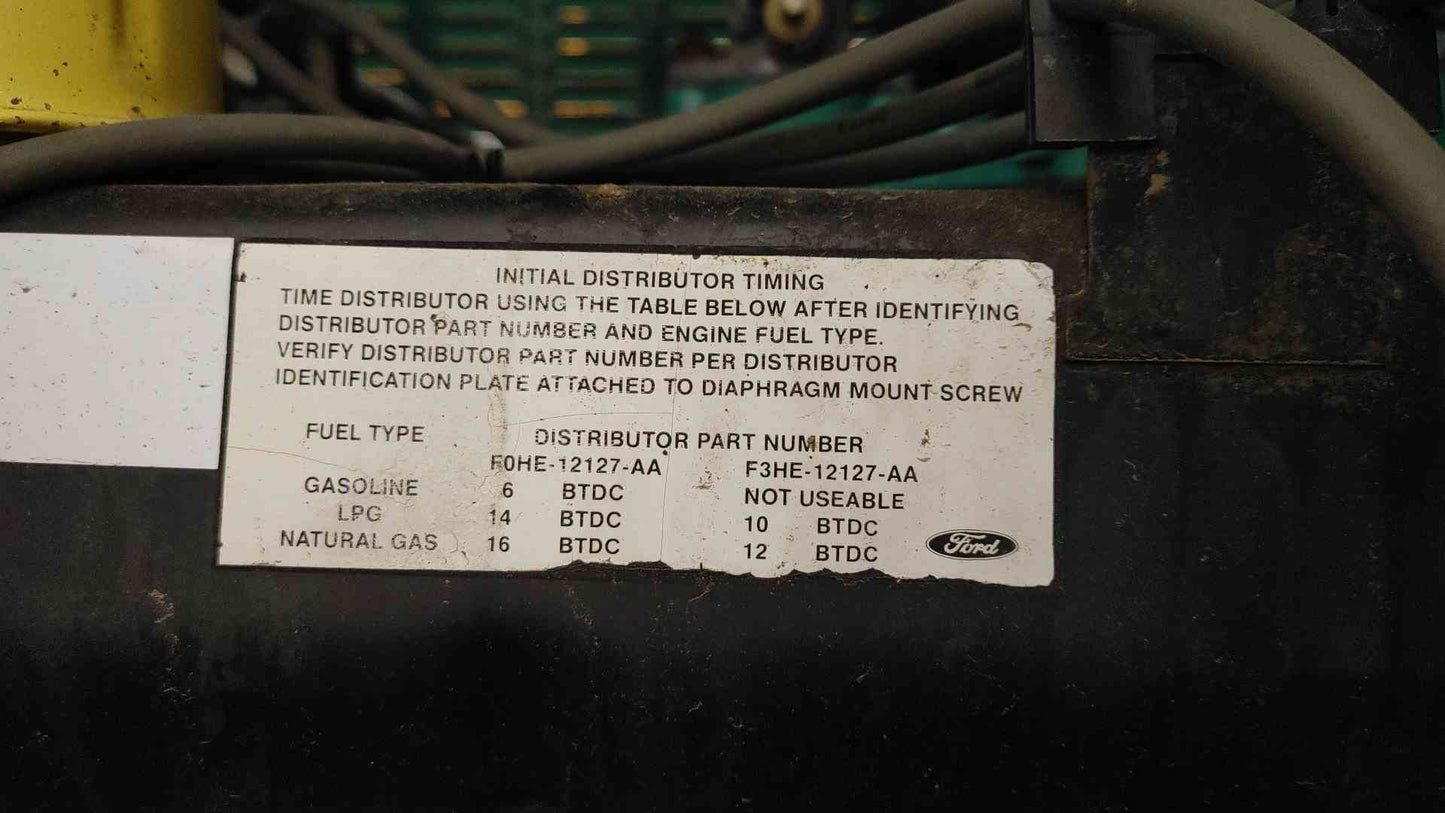 INITIAL DISTRIBUTOR TIMING
TIME DISTRIBUTOR USING THE TABLE BELOW AFTER IDENTIFYING
DISTRIBUTOR PART NUMBER AND ENGINE FUEL TYPE.
VERIFY DISTRIBUTOR PART NUMBER PER DISTRIBUTOR
IDENTIFICATION PLATE ATTACHED TO DIAPHRAGM MOUNT SCREW
FUEL TYPE DISTRIBUTOR PART NUMBER
F0HE-12127-AA F3HE-12127-AA
GASOLINE 6 BTDC NOT USEABLE
LPG 14 BTDC 10 BTDC
NATURAL GAS 16 BTDC 12 BTDC
Ford